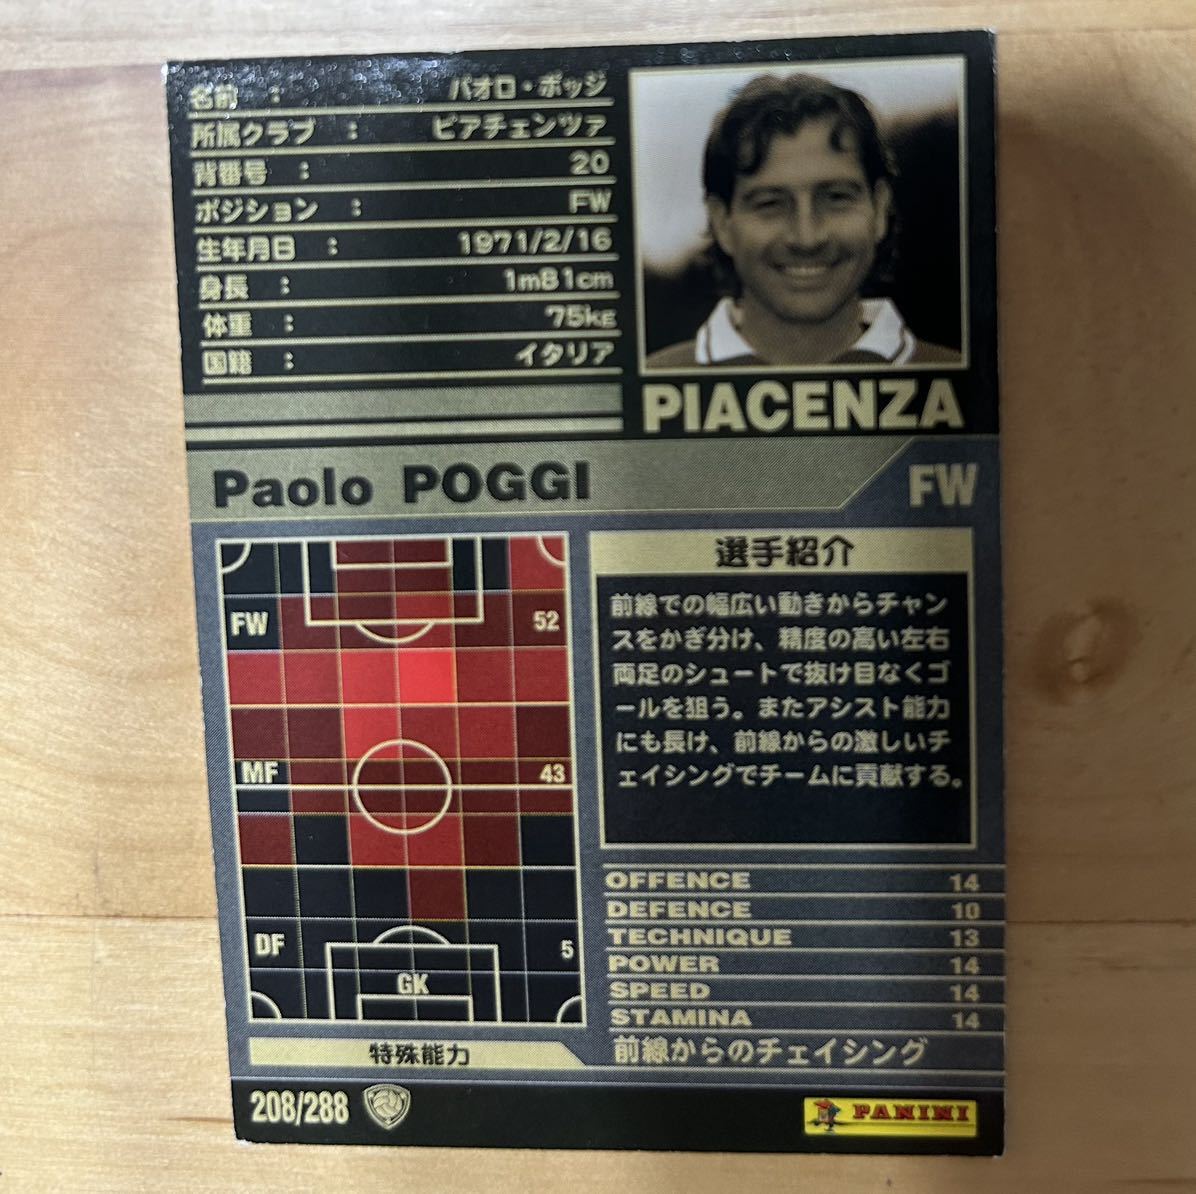 名前 : パオロ・ポッジ
所属クラブ : ピアチェンツァ
背番号 : 20
ポジション : FW
生年月日 : 1971/2/16
身長 : 1m81cm
体重 : 75kg
国籍 : イタリア
PIACENZA
Paolo POGGI
FW
FW 52
MF 43
DF 5
GK
選手紹介
前線での幅広い動きからチャン
スをかぎ分け、精度の高い左右
両足のシュートで抜け目なくゴ
ールを狙う。またアシスト能力
にも長け、前線からの激しいチ
ェイシングでチームに貢献する。
OFFENCE 14
DEFENCE 10
TECHNIQUE 13
POWER 14
SPEED 14
STAMINA 14
特殊能力 前線からのチェイシング
208/288
PANINI